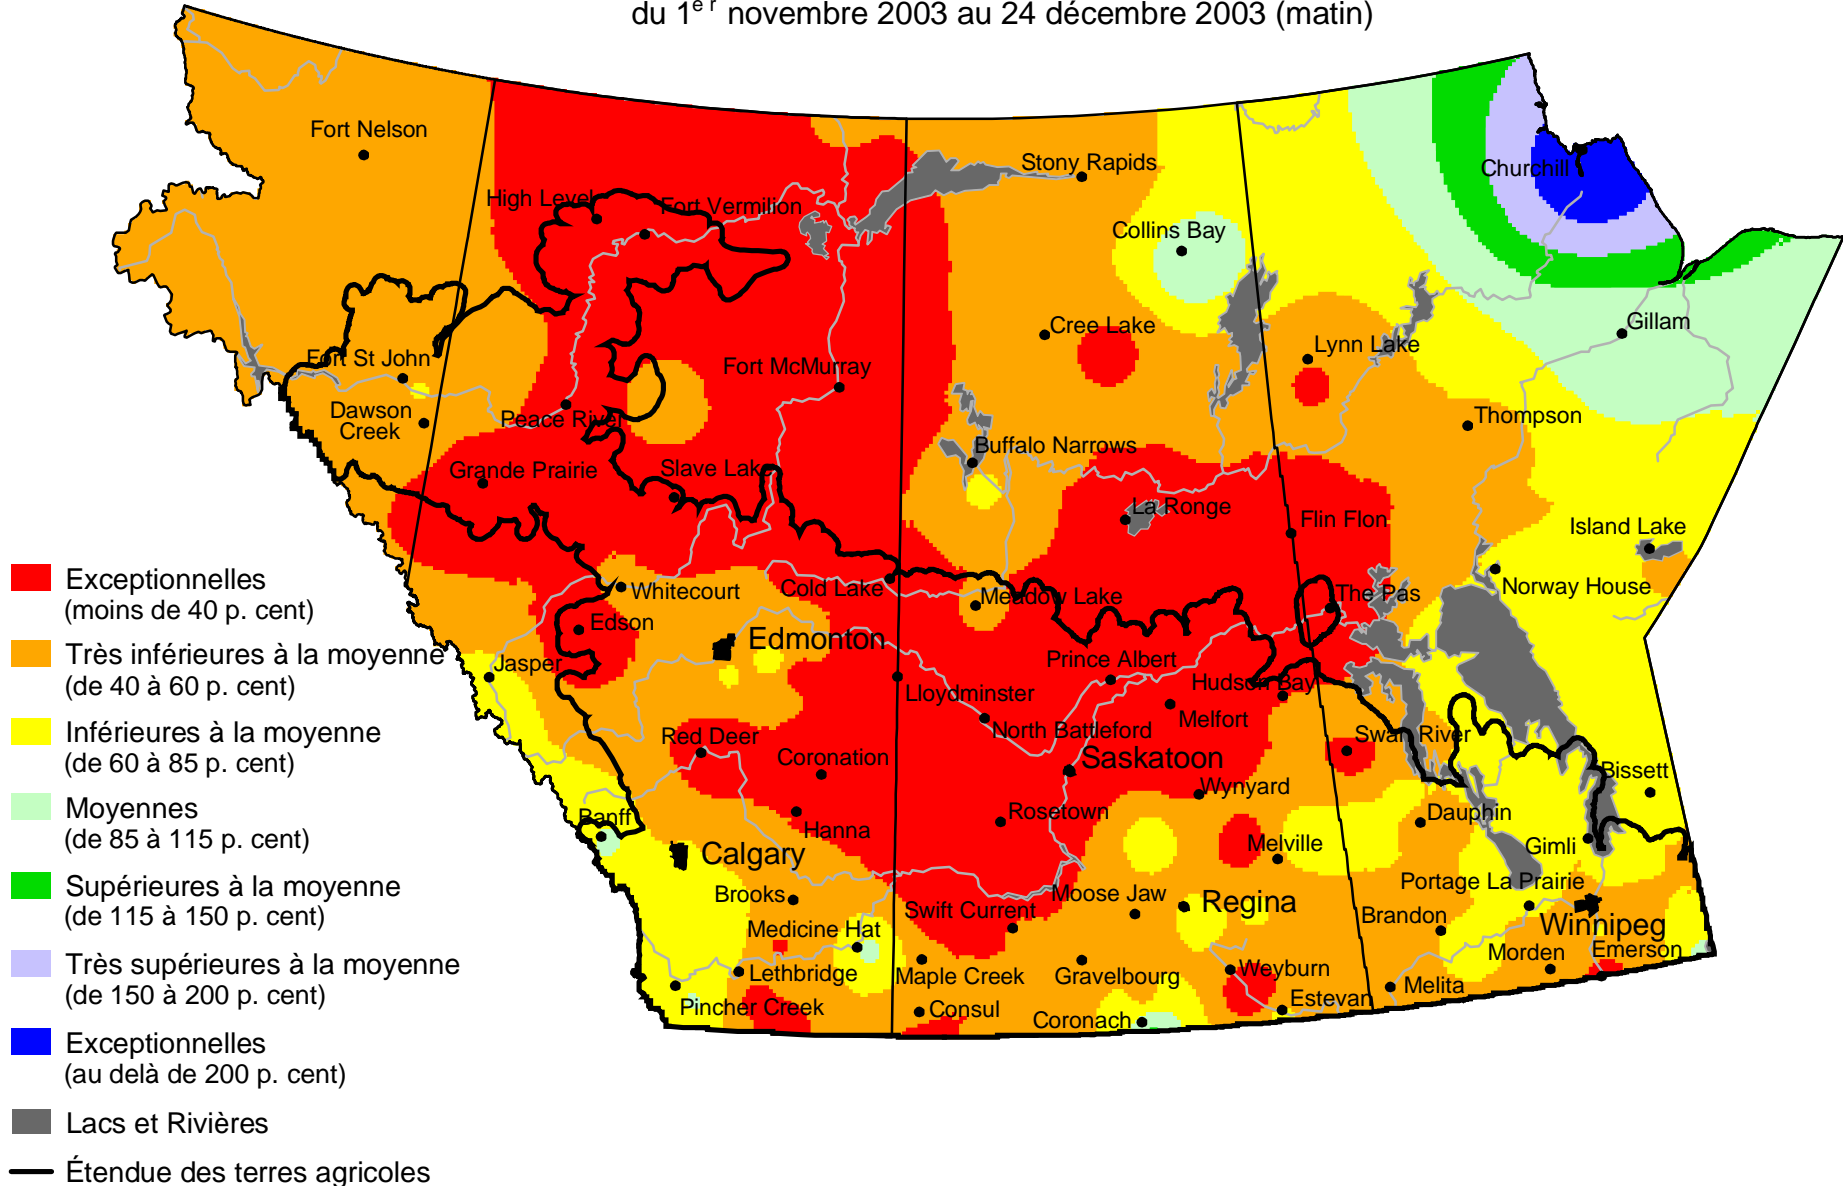 du 1er novembre 2003 au 24 décembre 2003 (matin)
Fort Nelson
Churchill
Stony Rapids
High Level
Fort Vermilion
Collins Bay
Gillam
Cree Lake
Lynn Lake
Fort St John
Fort McMurray
Dawson
Creek
Peace River
Thompson
Buffalo Narrows
Grande Prairie
Slave Lake
La Ronge
Flin Flon
Island Lake
Whitecourt
Cold Lake
Meadow Lake
The Pas
Norway House
Edson
Edmonton
Jasper
Prince Albert
Hudson Bay
Lloydminster
Melfort
North Battleford
Red Deer
Coronation
Saskatoon
Swan River
Bissett
Wynyard
Banff
Hanna
Rosetown
Dauphin
Melville
Gimli
Calgary
Portage La Prairie
Brooks
Moose Jaw
Regina
Swift Current
Brandon
Winnipeg
Medicine Hat
Morden
Emerson
Lethbridge
Maple Creek
Gravelbourg
Weyburn
Melita
Pincher Creek
Consul
Estevan
Coronach
Exceptionnelles
(moins de 40 p. cent)
Très inférieures à la moyenne
(de 40 à 60 p. cent)
Inférieures à la moyenne
(de 60 à 85 p. cent)
Moyennes
(de 85 à 115 p. cent)
Supérieures à la moyenne
(de 115 à 150 p. cent)
Très supérieures à la moyenne
(de 150 à 200 p. cent)
Exceptionnelles
(au delà de 200 p. cent)
Lacs et Rivières
Étendue des terres agricoles